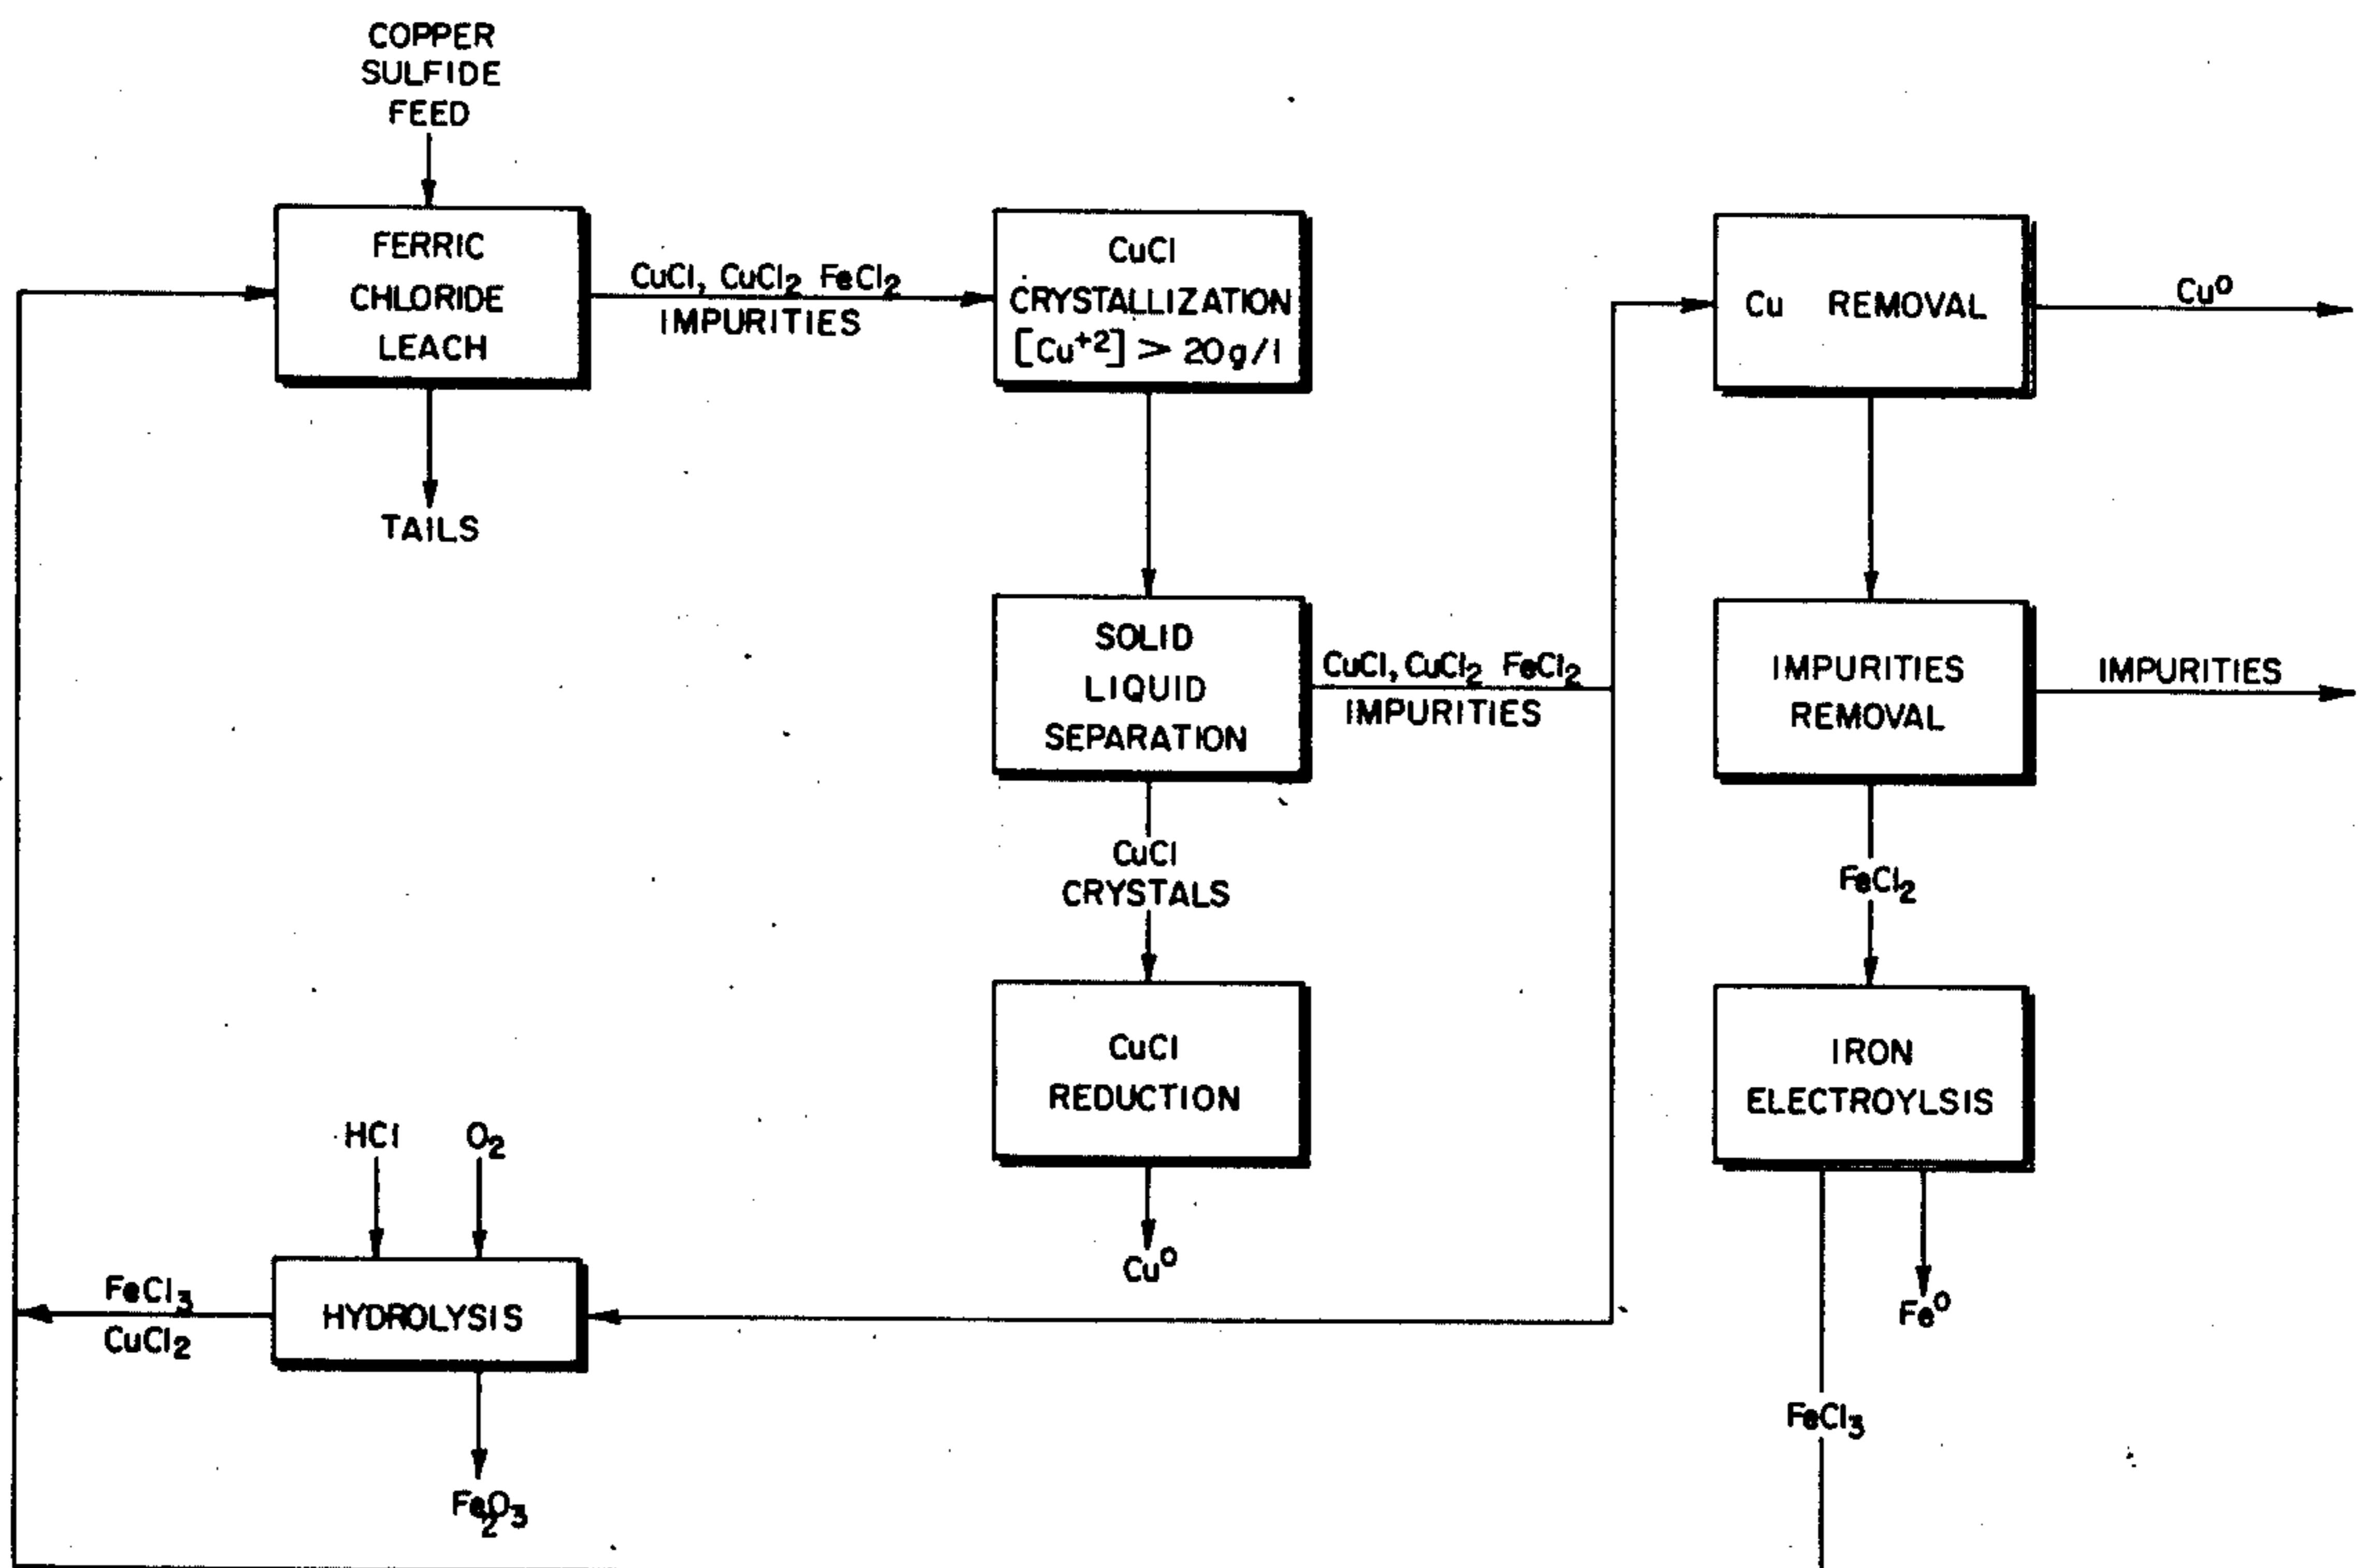 COPPER
SULFIDE
FEED
FERRIC
CHLORIDE
LEACH
TAILS
CuCl, CuCl₂ FeCl₂
IMPURITIES
CuCl
CRYSTALLIZATION
[Cu⁺²] > 20g/l
SOLID
LIQUID
SEPARATION
CuCl, CuCl₂ FeCl₂
IMPURITIES
CuCl
CRYSTALS
CuCl
REDUCTION
Cu⁰
Cu REMOVAL
Cu⁰
IMPURITIES
REMOVAL
IMPURITIES
FeCl₂
IRON
ELECTROYLSIS
Fe⁰
FeCl₃
HCl O₂
HYDROLYSIS
FeCl₃
CuCl₂
Fe₂O₃